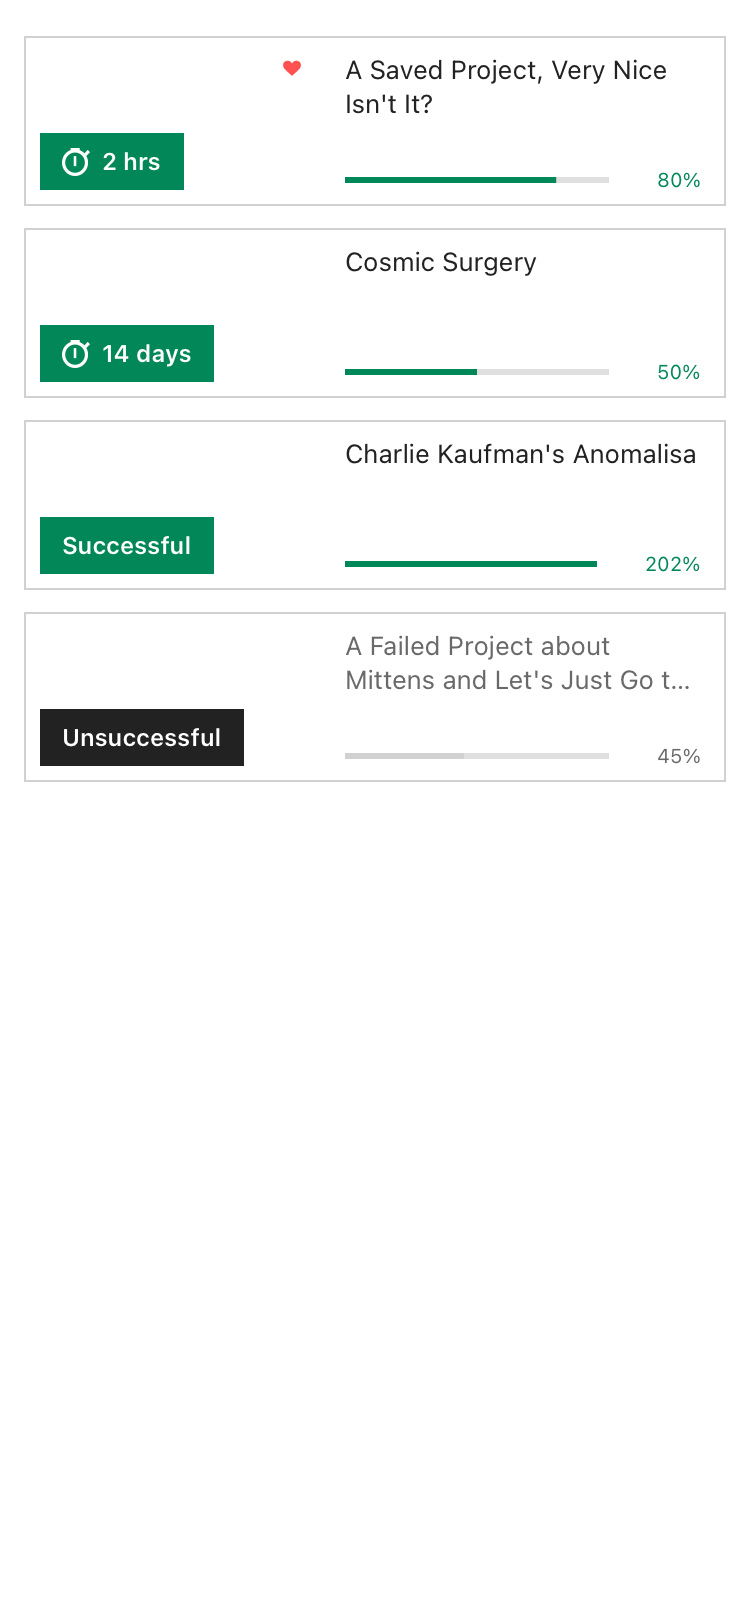 A Saved Project, Very Nice
Isn't It?
2 hrs
80%
Cosmic Surgery
14 days
50%
Charlie Kaufman's Anomalisa
Successful
202%
A Failed Project about
Mittens and Let's Just Go t...
Unsuccessful
45%